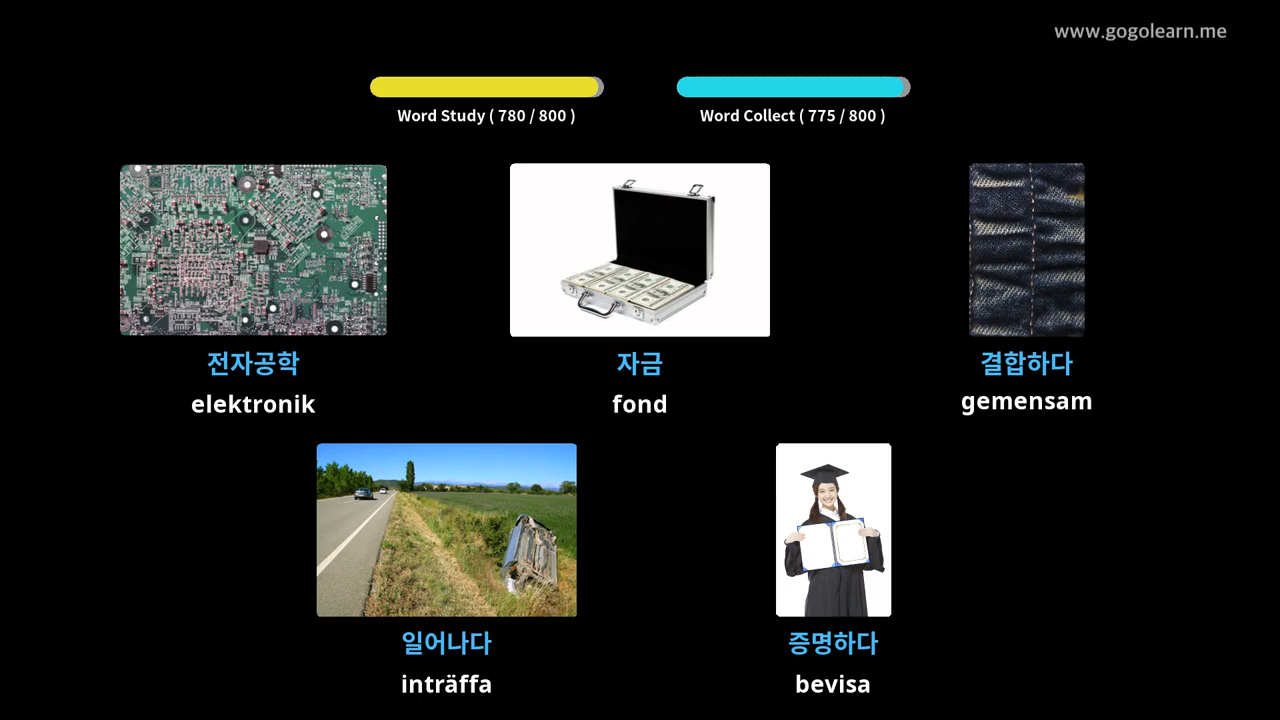 www.gogolearn.me
Word Study ( 780 / 800 )
Word Collect ( 775 / 800 )
전자공학
elektronik
자금
fond
결합하다
gemensam
일어나다
inträffa
증명하다
bevisa